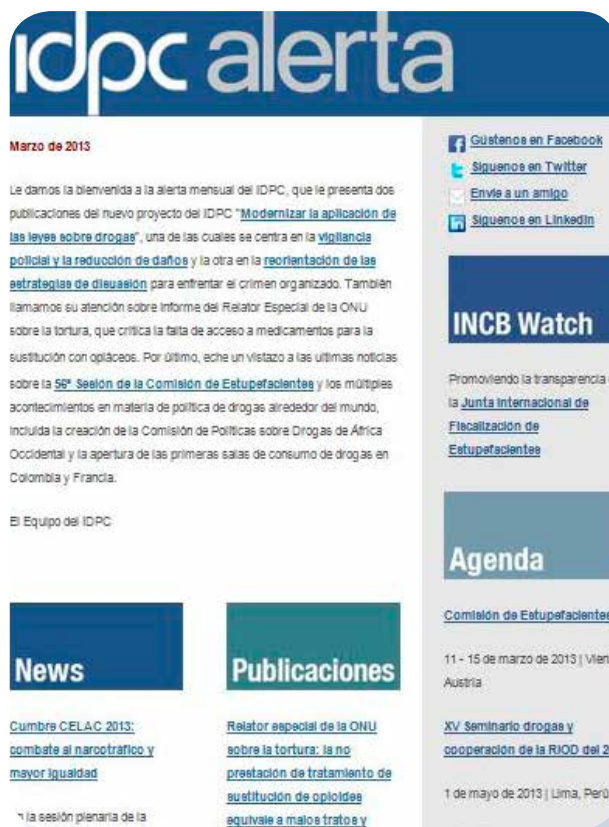 idpc alerta
Marzo de 2013
Le damos la bienvenida a la alerta mensual del IDPC, que le presenta dos
publicaciones del nuevo proyecto del IDPC "Modernizar la aplicación de
las leyes sobre drogas", una de las cuales se centra en la vigilancia
policial y la reducción de daños y la otra en la reorientación de las
estrategias de disuasión para enfrentar el crimen organizado. También
llamamos su atención sobre Informe del Relator Especial de la ONU
sobre la tortura, que critica la falta de acceso a medicamentos para la
sustitución con opiáceos. Por último, eche un vistazo a las ultimas noticias
sobre la 56ª Sesión de la Comisión de Estupefacientes y los múltiples
acontecimientos en materia de política de drogas alrededor del mundo,
incluida la creación de la Comisión de Políticas sobre Drogas de África
Occidental y la apertura de las primeras salas de consumo de drogas en
Colombia y Francia.
El Equipo del IDPC
News
Cumbre CELAC 2013:
combate al narcotráfico y
mayor igualdad
la sesión plenaria de la
Publicaciones
Relator especial de la ONU
sobre la tortura: la no
prestación de tratamiento de
sustitución de opioides
equivale a malos tratos y
Gústenos en Facebook
Síguenos en Twitter
Envíe a un amigo
Síguenos en LinkedIn
INCB Watch
Promoviendo la transparencia
la Junta Internacional de
Fiscalización de
Estupefacientes
Agenda
Comisión de Estupefacientes
11 - 15 de marzo de 2013 | Vien
Austria
XV Seminario drogas y
cooperación de la RIOD del 2
1 de mayo de 2013 | Lima, Perú